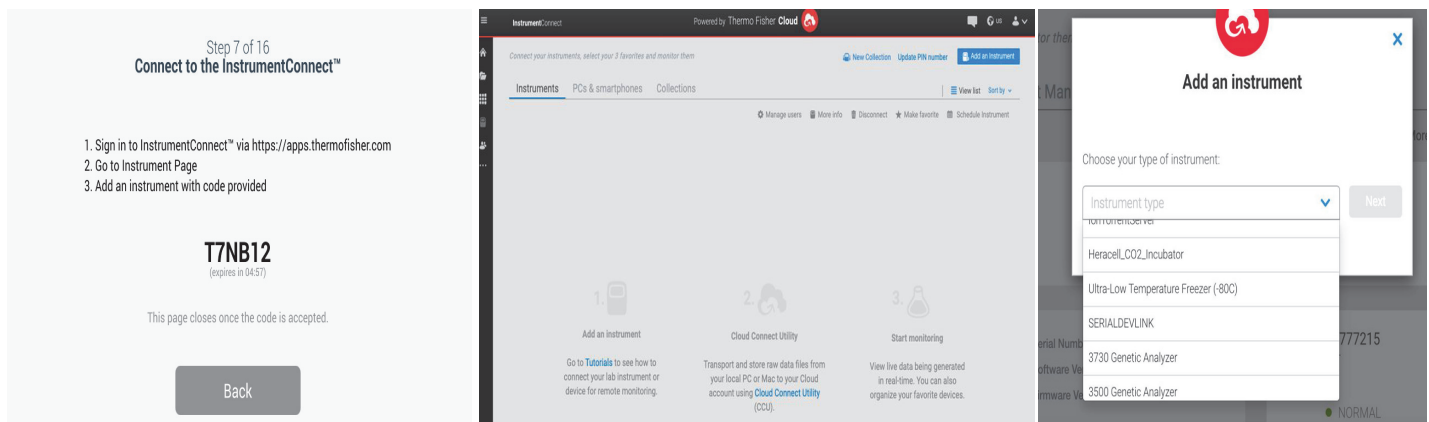 Step 7 of 16
Connect to the InstrumentConnect™
1. Sign in to InstrumentConnect™ via https://apps.thermofisher.com
2. Go to Instrument Page
3. Add an instrument with code provided
T7NB12
(expires in 04:57)
This page closes once the code is accepted.
Back
InstrumentConnect
Powered by Thermo Fisher Cloud
US
Connect your instruments, select your 3 favorites and monitor them
New Collection Update PIN number Add an Instrument
Instruments PCs & smartphones Collections
View list Sort by
Manage users More info Disconnect Make favorite Schedule Instrument
1. 2. 3.
Add an instrument
Go to Tutorials to see how to
connect your lab instrument or
device for remote monitoring.
Cloud Connect Utility
Transport and store raw data files from
your local PC or Mac to your Cloud
account using Cloud Connect Utility
(CCU).
Start monitoring
View live data being generated
in real-time. You can also
organize your favorite devices.
Add an instrument
Choose your type of instrument:
Instrument type
Next
IonTorrentServer
Heracell_CO2_Incubator
Ultra-Low Temperature Freezer (-80C)
SERIALDEVLINK
3730 Genetic Analyzer
3500 Genetic Analyzer
777215
NORMAL